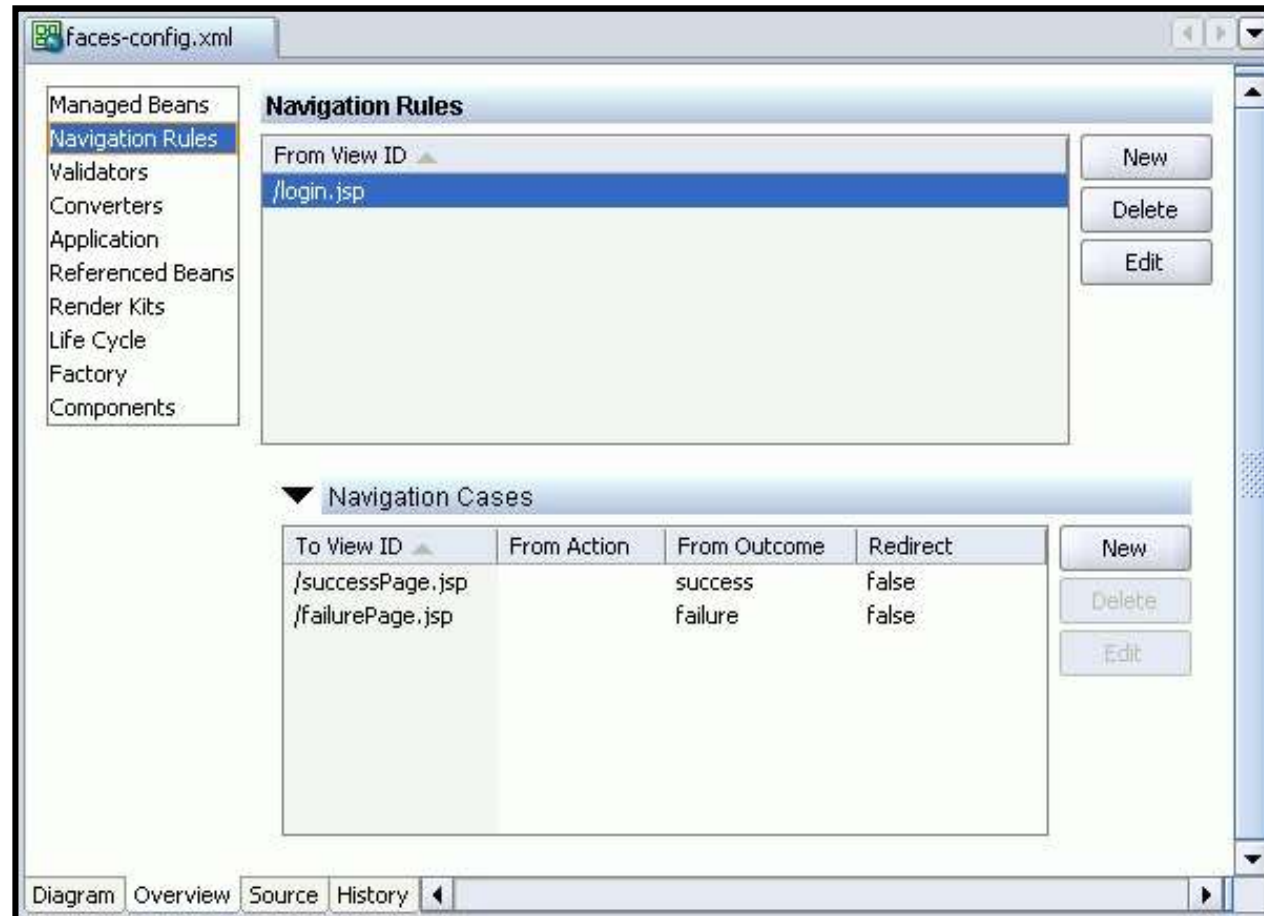 faces-config.xml
Managed Beans
Navigation Rules
Validators
Converters
Application
Referenced Beans
Render Kits
Life Cycle
Factory
Components
Navigation Rules
From View ID
/login.jsp
New
Delete
Edit
Navigation Cases
To View ID From Action From Outcome Redirect
/successPage.jsp success false
/failurePage.jsp failure false
New
Delete
Edit
Diagram Overview Source History